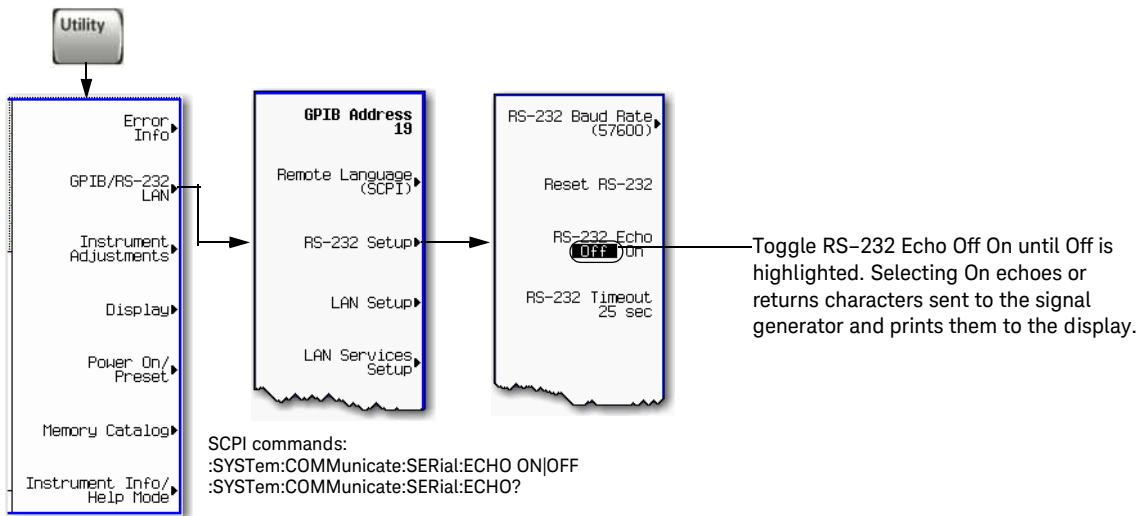 Utility
Error
Info
GPIB/RS-232
LAN
Instrument
Adjustments
Display
Power On/
Preset
Memory Catalog
Instrument Info/
Help Mode
GPIB Address
19
Remote Language
(SCPI)
RS-232 Setup
LAN Setup
LAN Services
Setup
RS-232 Baud Rate
(57600)
Reset RS-232
RS-232 Echo
Off On
RS-232 Timeout
25 sec
Toggle RS-232 Echo Off On until Off is
highlighted. Selecting On echoes or
returns characters sent to the signal
generator and prints them to the display.
SCPI commands:
:SYSTem:COMMunicate:SERial:ECHO ON|OFF
:SYSTem:COMMunicate:SERial:ECHO?